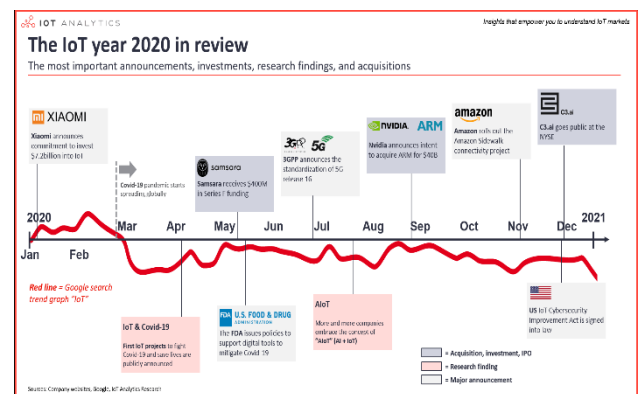 IOT ANALYTICS
Insights that empower you to understand IoT markets
The IoT year 2020 in review
The most important announcements, investments, research findings, and acquisitions
mi XIAOMI
Xiaomi announces
commitment to invest
$7.2billion into IoT
Covid-19 pandemic starts
spreading globally
samsara
Samsara receives $400M
in Series F funding
3GPP 5G
3GPP announces the
standardization of 5G
release 16
NVIDIA ARM
Nvidia announces intent
to acquire ARM for $40B
amazon
Amazon rolls out the
Amazon Sidewalk
connectivity project
C3.ai
C3.ai goes public at the
NYSE
2020
2021
Jan
Feb
Mar
Apr
May
Jun
Jul
Aug
Sep
Oct
Nov
Dec
Red line = Google search
trend graph "IoT"
IoT & Covid-19
First IoT projects to fight
Covid-19 and save lives are
publicly announced
FDA U.S. FOOD & DRUG
ADMINISTRATION
The FDA issues policies to
support digital tools to
mitigate Covid 19
AIoT
More and more companies
embrace the concept of
"AIoT" (AI + IoT)
US IoT Cybersecurity
Improvement Act is signed
into law
= Acquisition, investment, IPO
= Research finding
= Major announcement
Sources: Company websites, Google, IoT Analytics Research